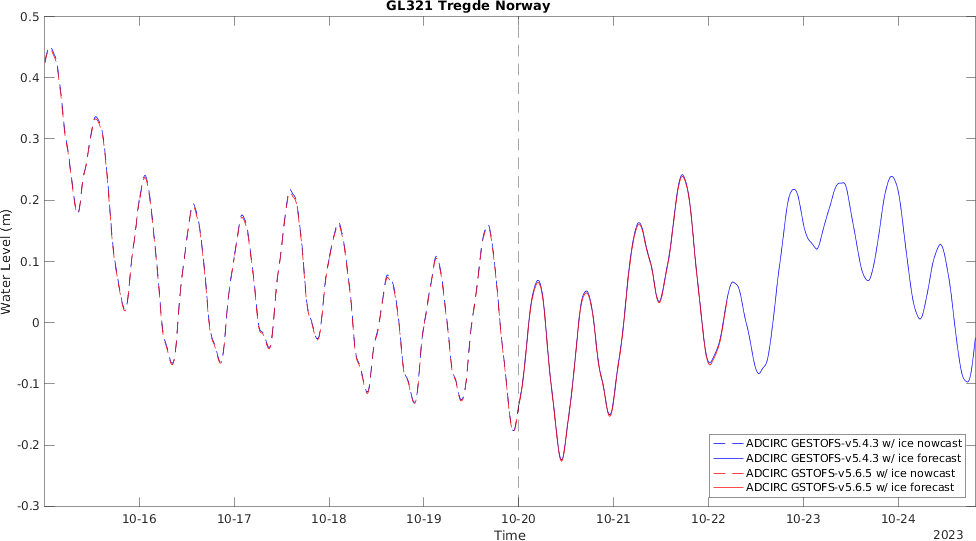 GL321 Tregde Norway
0.5
0.4
0.3
0.2
0.1
0
-0.1
-0.2
-0.3
Water Level (m)
ADCIRC GESTOFS-v5.4.3 w/ ice nowcast
ADCIRC GESTOFS-v5.4.3 w/ ice forecast
ADCIRC GSTOFS-v5.6.5 w/ ice nowcast
ADCIRC GSTOFS-v5.6.5 w/ ice forecast
10-16 10-17 10-18 10-19 10-20 10-21 10-22 10-23 10-24
Time
2023